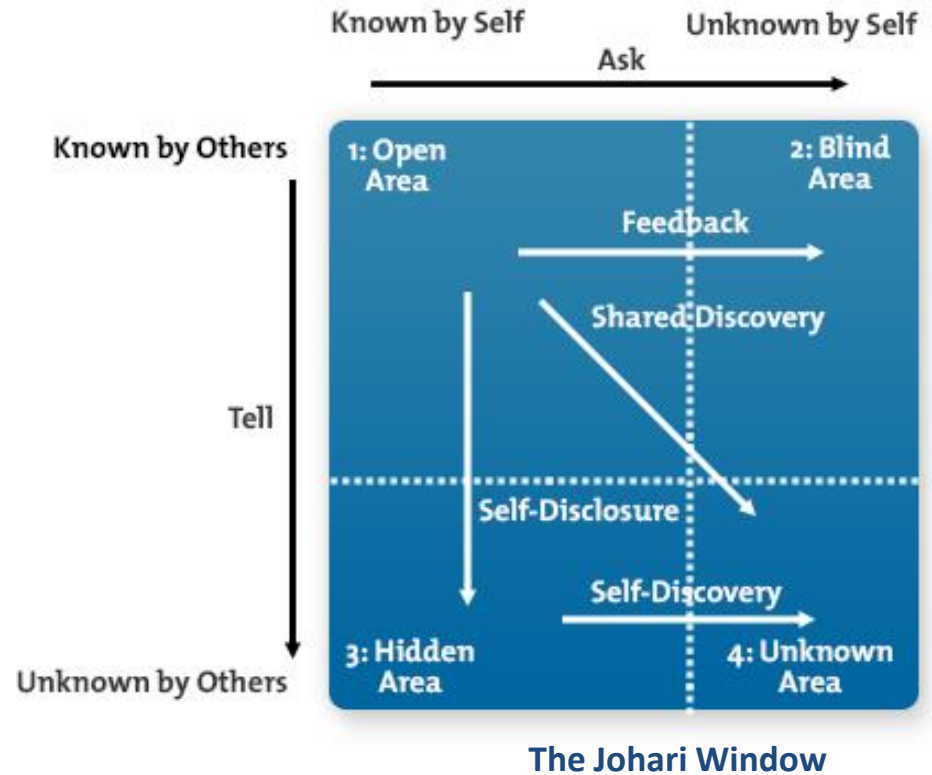 Known by Self
Unknown by Self
Ask
Known by Others
1: Open
Area
2: Blind
Area
Feedback
Shared Discovery
Tell
Self-Disclosure
Self-Discovery
3: Hidden
Area
4: Unknown
Area
Unknown by Others
The Johari Window